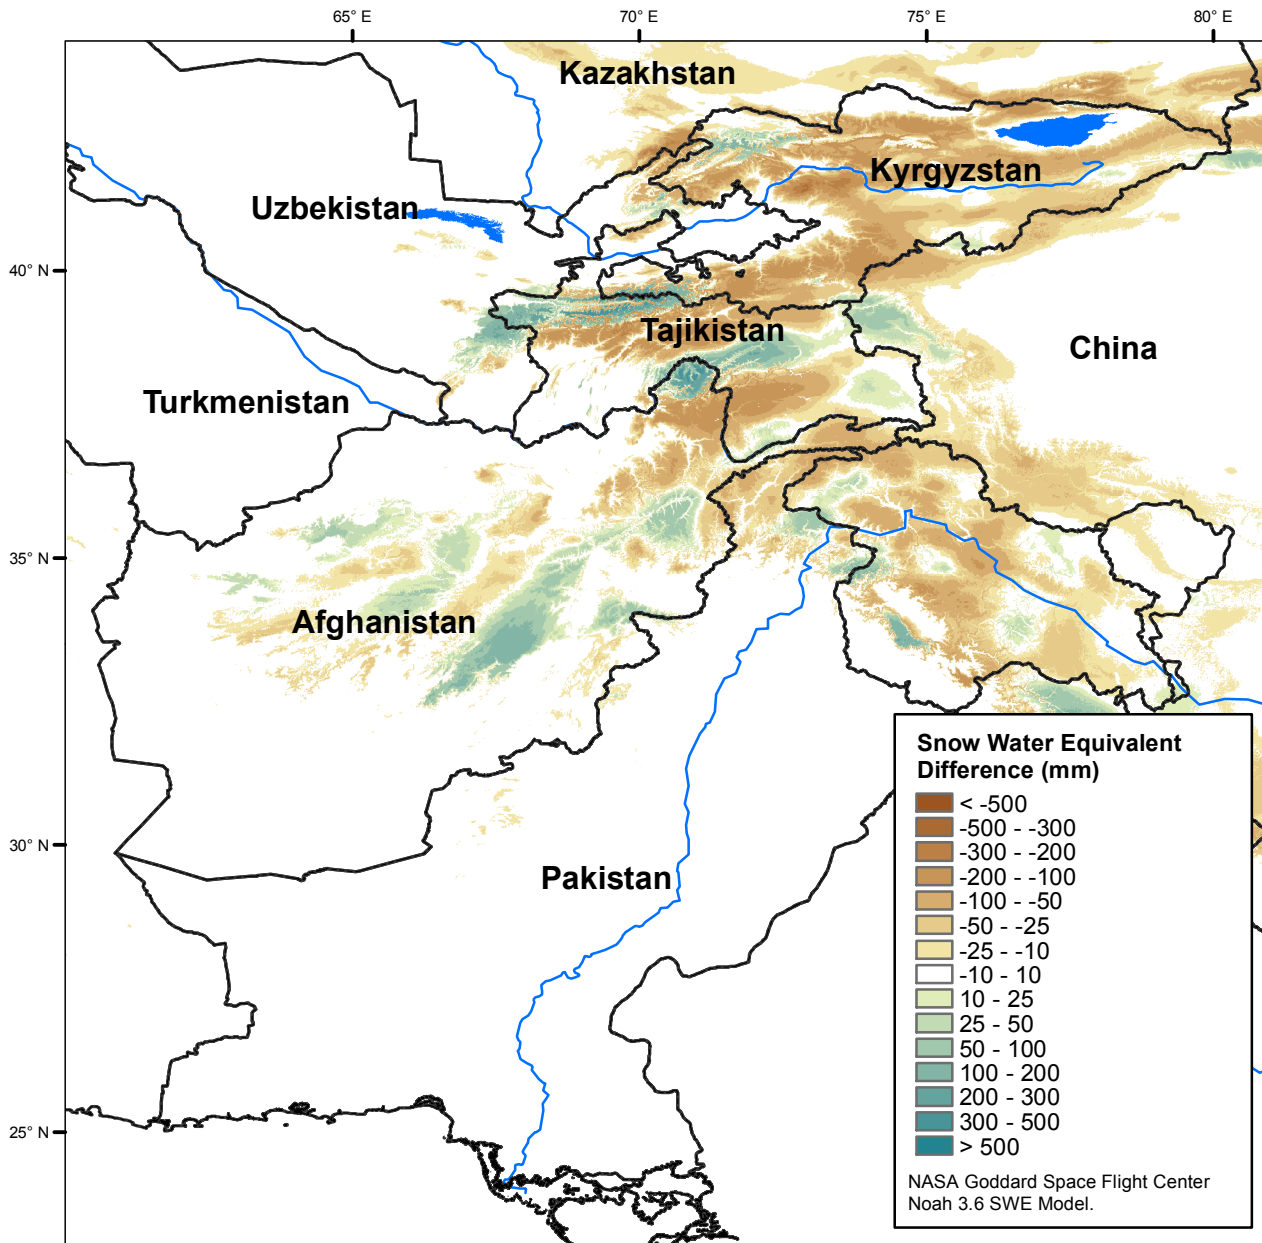 65° E
70° E
75° E
80° E
Kazakhstan
Kyrgyzstan
Uzbekistan
40° N
Tajikistan
China
Turkmenistan
35° N
Afghanistan
30° N
Pakistan
25° N
Snow Water Equivalent
Difference (mm)
< -500
-500 - -300
-300 - -200
-200 - -100
-100 - -50
-50 - -25
-25 - -10
-10 - 10
10 - 25
25 - 50
50 - 100
100 - 200
200 - 300
300 - 500
> 500
NASA Goddard Space Flight Center
Noah 3.6 SWE Model.